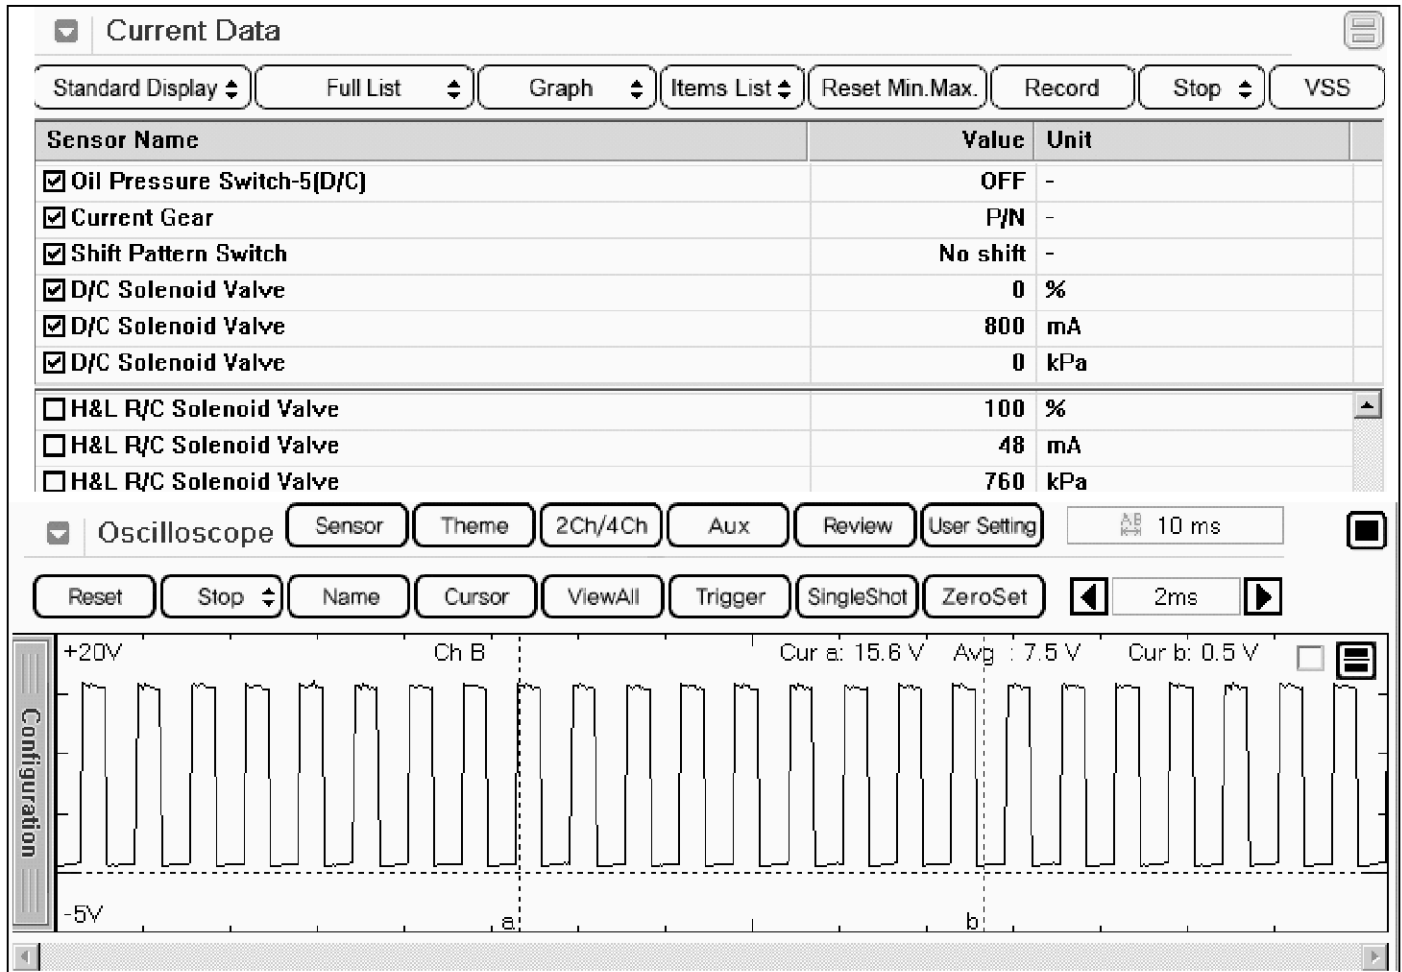 Current Data
Standard Display Full List Graph Items List Reset Min.Max. Record Stop VSS
Sensor Name Value Unit
Oil Pressure Switch-5(D/C) OFF -
Current Gear P/N -
Shift Pattern Switch No shift -
D/C Solenoid Valve 0 %
D/C Solenoid Valve 800 mA
D/C Solenoid Valve 0 kPa
H&L R/C Solenoid Valve 100 %
H&L R/C Solenoid Valve 48 mA
H&L R/C Solenoid Valve 760 kPa
Oscilloscope Sensor Theme 2Ch/4Ch Aux Review User Setting AB 10 ms
Reset Stop Name Cursor ViewAll Trigger SingleShot ZeroSet 2ms
+20V Ch B Cur a: 15.6 V Avg : 7.5 V Cur b: 0.5 V
Configuration
-5V a b